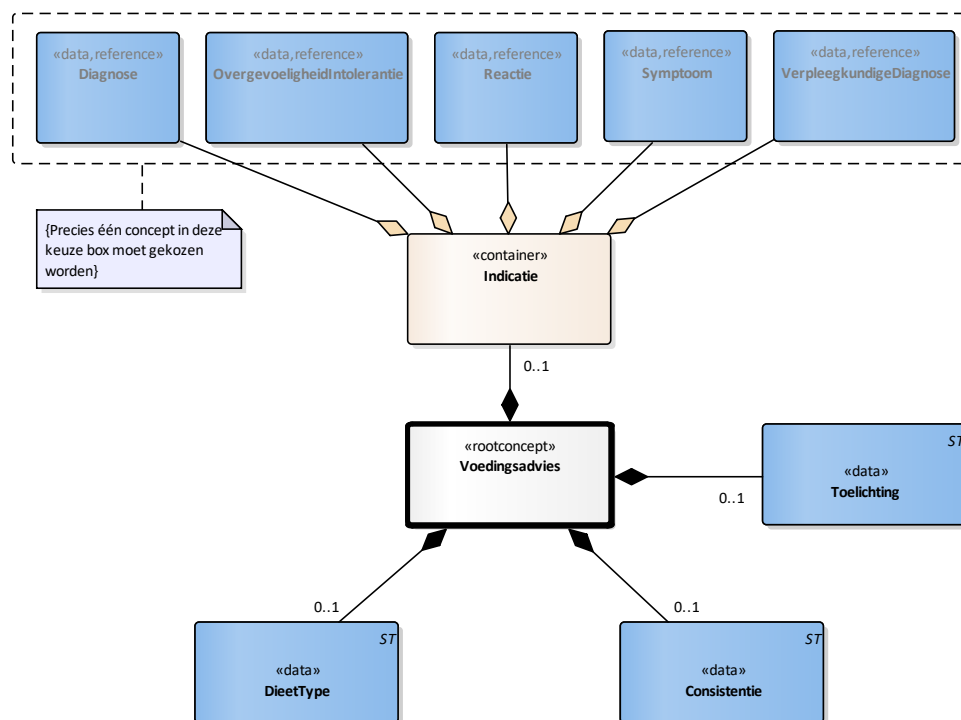 «data,reference»
Diagnose
«data,reference»
OvergevoeligheidIntolerantie
«data,reference»
Reactie
«data,reference»
Symptoom
«data,reference»
VerpleegkundigeDiagnose
{Precies één concept in deze
keuze box moet gekozen
worden}
«container»
Indicatie
0..1
«rootconcept»
Voedingsadvies
ST
«data»
Toelichting
0..1
0..1
ST
«data»
DieetType
0..1
ST
«data»
Consistentie